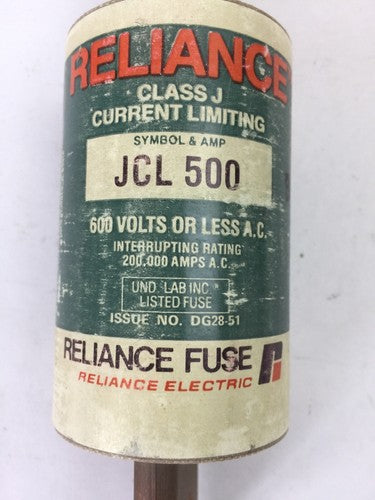 RELIANCE
CLASS J
CURRENT LIMITING
SYMBOL & AMP
JCL 500
600 VOLTS OR LESS A.C.
INTERRUPTING RATING
200,000 AMPS A.C.
UND. LAB INC
LISTED FUSE
ISSUE NO. DG28-51
RELIANCE FUSE
RELIANCE ELECTRIC